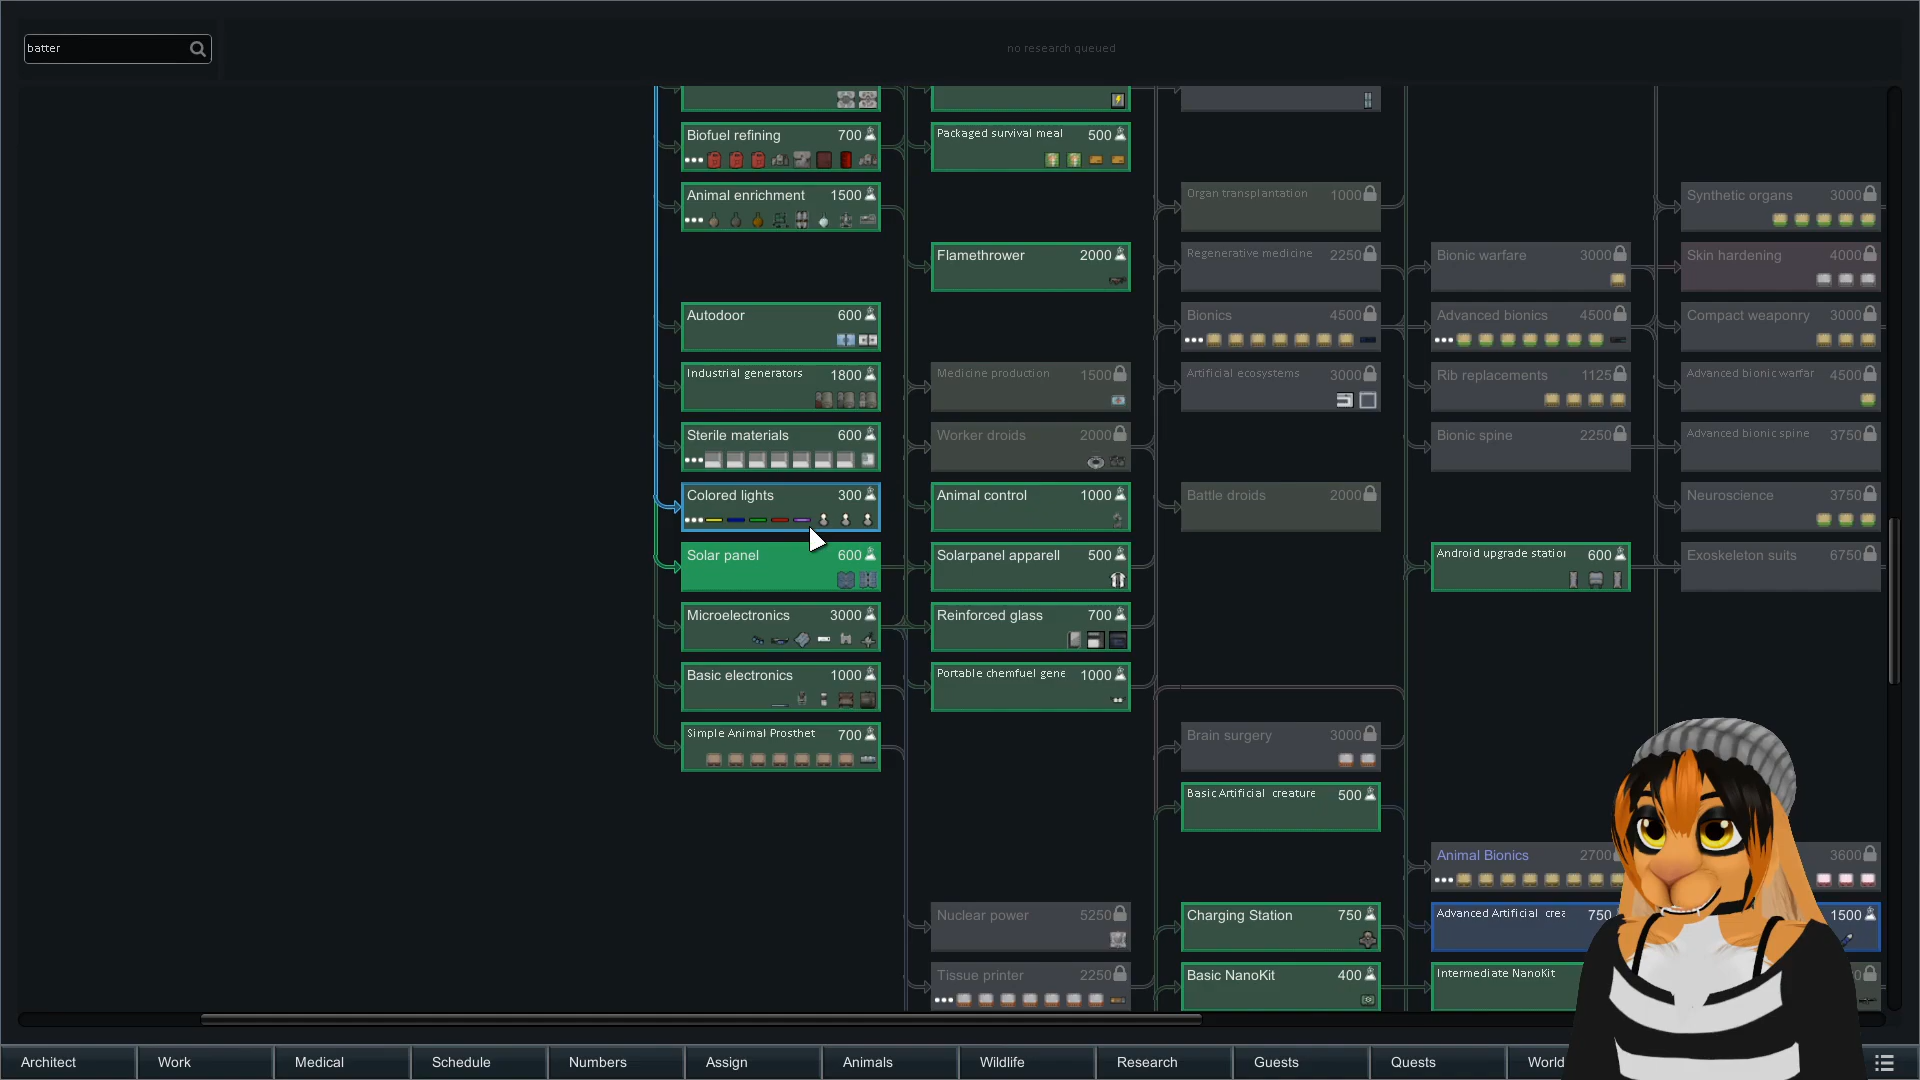 batter
no research queued
Biofuel refining 700
Packaged survival meal 500
Animal enrichment 1500
Organ transplantation 1000
Synthetic organs 3000
Flamethrower 2000
Regenerative medicine 2250
Bionic warfare 3000
Skin hardening 4000
Autodoor 600
Bionics 4500
Advanced bionics 4500
Compact weaponry 3000
Industrial generators 1800
Medicine production 1500
Artificial ecosystems 3000
Rib replacements 1125
Advanced bionic warfar 4500
Sterile materials 600
Worker droids 2000
Bionic spine 2250
Advanced bionic spine 3750
Colored lights 300
Animal control 1000
Battle droids 2000
Neuroscience 3750
Solar panel 600
Solarpanel apparell 500
Android upgrade station 600
Exoskeleton suits 6750
Microelectronics 3000
Reinforced glass 700
Basic electronics 1000
Portable chemfuel gene 1000
Simple Animal Prosthet 700
Brain surgery 3000
Basic Artificial creature 500
Animal Bionics 2700
3600
Nuclear power 5250
Charging Station 750
Advanced Artificial crea 750
1500
Tissue printer 2250
Basic NanoKit 400
Intermediate NanoKit
Architect Work Medical Schedule Numbers Assign Animals Wildlife Research Guests Quests World